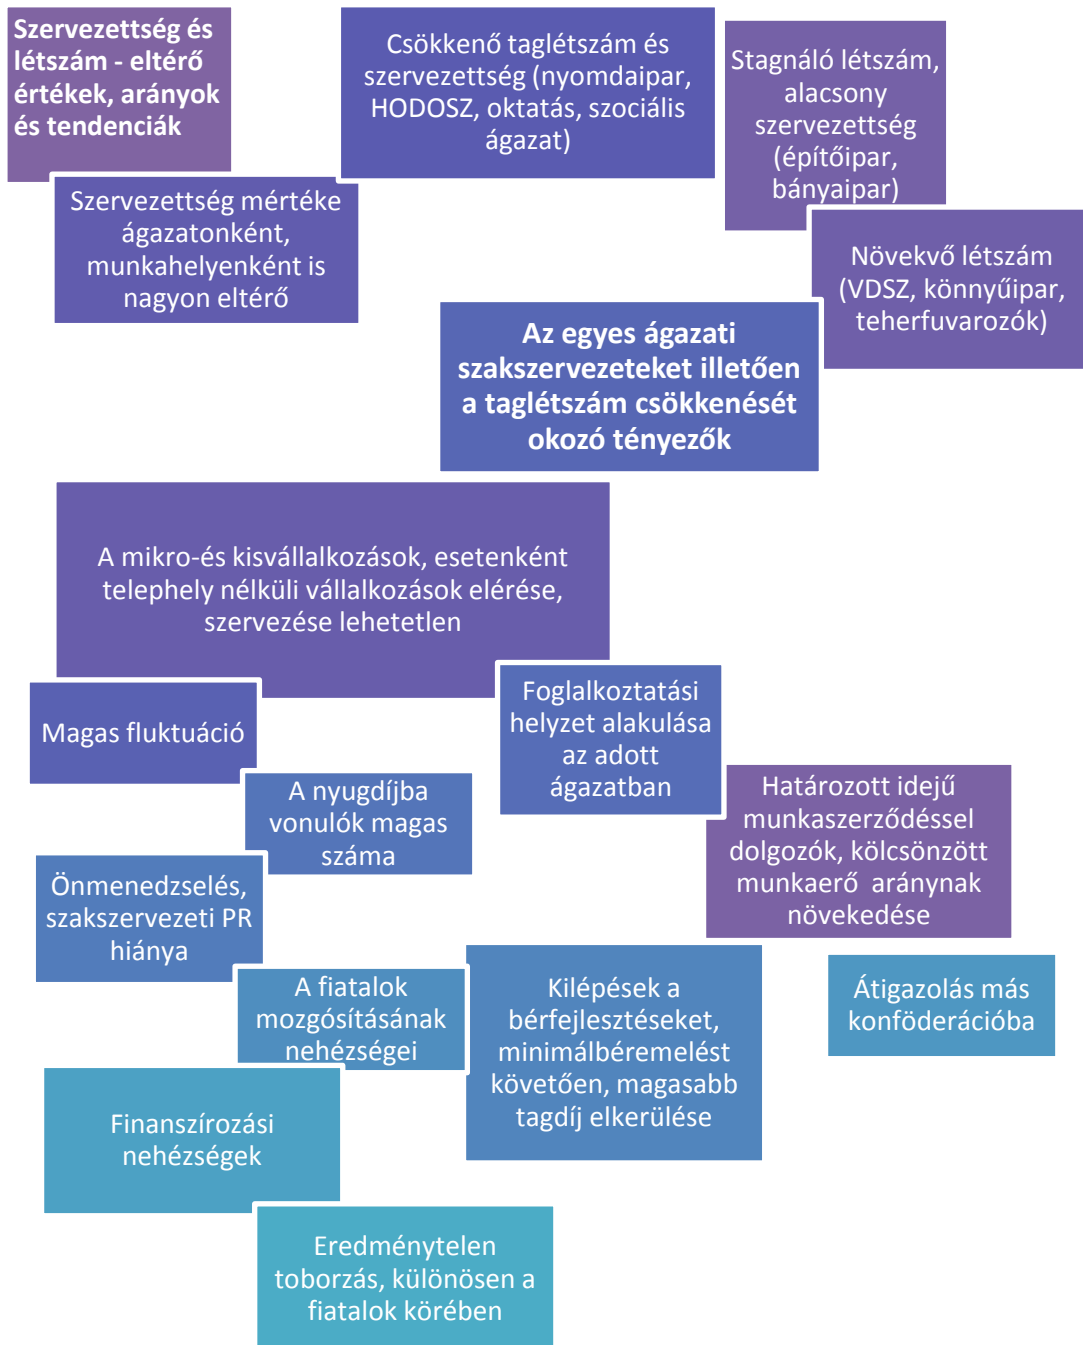 Szervezettség és
létszám - eltérő
értékek, arányok
és tendenciák
Csökkenő taglétszám és
szervezettség (nyomdaipar,
HODOSZ, oktatás, szociális
ágazat)
Stagnáló létszám,
alacsony
szervezettség
(építőipar,
bányaipar)
Szervezettség mértéke
ágazatonként,
munkahelyenként is
nagyon eltérő
Növekvő létszám
(VDSZ, könnyűipar,
teherfuvarozók)
Az egyes ágazati
szakszervezeteket illetően
a taglétszám csökkenését
okozó tényezők
A mikro-és kisvállalkozások, esetenként
telephely nélküli vállalkozások elérése,
szervezése lehetetlen
Magas fluktuáció
Foglalkoztatási
helyzet alakulása
az adott
ágazatban
A nyugdíjba
vonulók magas
száma
Határozott idejű
munkaszerződéssel
dolgozók, kölcsönzött
munkaerő aránynak
növekedése
Önmenedzselés,
szakszervezeti PR
hiánya
A fiatalok
mozgósításának
nehézségei
Kilépések a
bérfejlesztéseket,
minimálbéremelést
követően, magasabb
tagdíj elkerülése
Átigazolás más
konföderációba
Finanszírozási
nehézségek
Eredménytelen
toborzás, különösen a
fiatalok körében